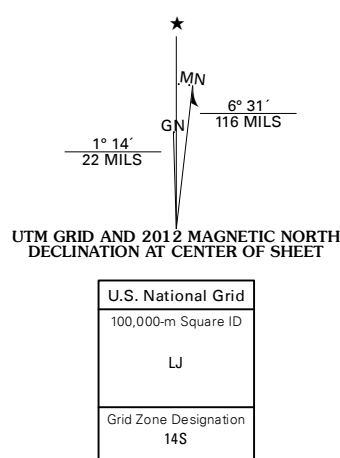 ★
MN
GN
6° 31´
116 MILS
1° 14´
22 MILS
UTM GRID AND 2012 MAGNETIC NORTH
DECLINATION AT CENTER OF SHEET
U.S. National Grid
100,000-m Square ID
LJ
Grid Zone Designation
14S